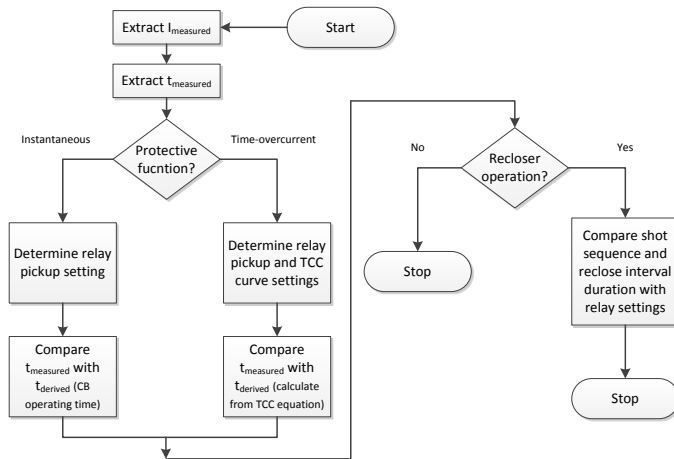 Start
Extract Imeasured
Extract tmeasured
Protective
fucntion?
Instantaneous
Time-overcurrent
Determine relay
pickup setting
Determine relay
pickup and TCC
curve settings
Compare
tmeasured with
tderived (CB
operating time)
Compare
tmeasured with
tderived (calculate
from TCC equation)
Recloser
operation?
No
Yes
Stop
Compare shot
sequence and
reclose interval
duration with
relay settings
Stop